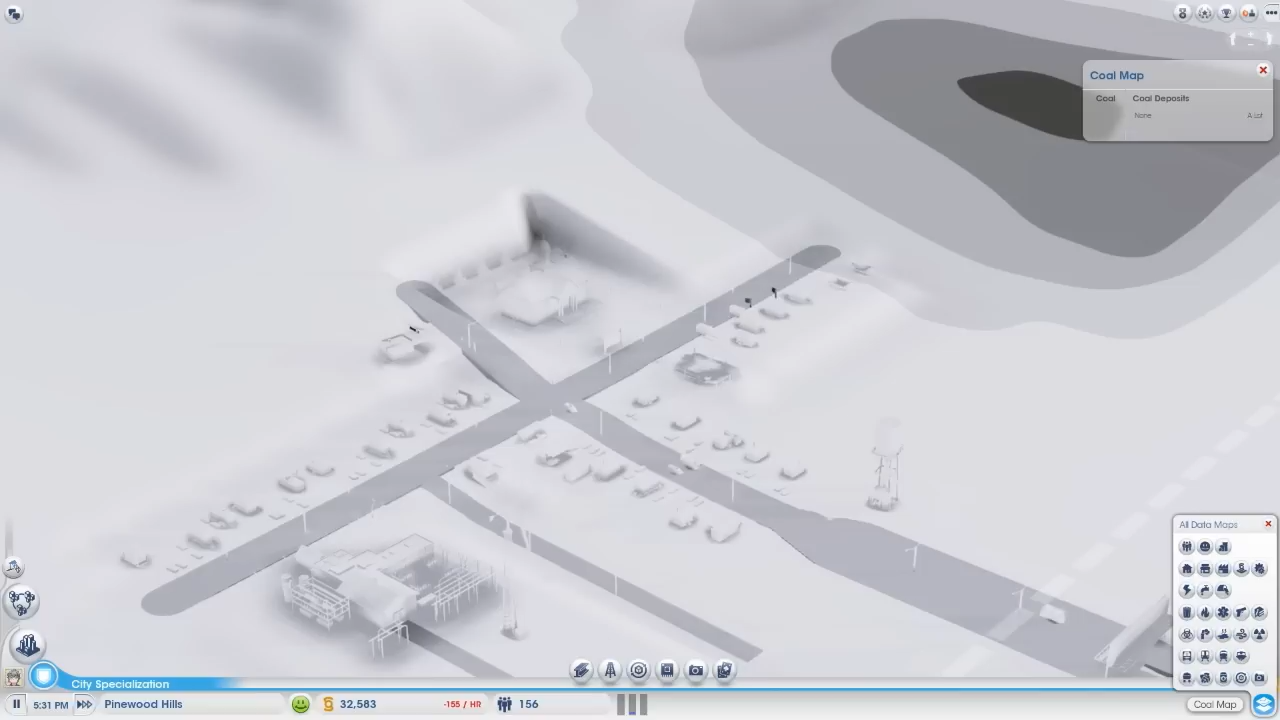 Coal Map
Coal Coal Deposits
None A Lot
All Data Maps
City Specialization
5:31 PM Pinewood Hills 32,583 -155 / HR 156
Coal Map